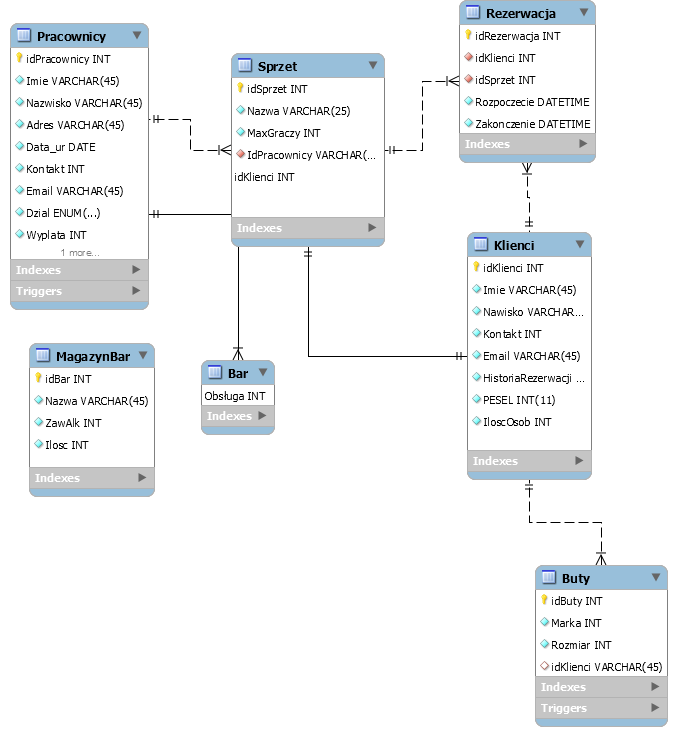 Pracownicy
idPracownicy INT
Imie VARCHAR(45)
Nazwisko VARCHAR(45)
Adres VARCHAR(45)
Data_ur DATE
Kontakt INT
Email VARCHAR(45)
Dzial ENUM(...)
Wyplata INT
1 more...
Indexes
Triggers
Sprzet
idSprzet INT
Nazwa VARCHAR(25)
MaxGraczy INT
IdPracownicy VARCHAR(...
idKlienci INT
Indexes
Rezerwacja
idRezerwacja INT
idKlienci INT
idSprzet INT
Rozpoczecie DATETIME
Zakonczenie DATETIME
Indexes
Klienci
idKlienci INT
Imie VARCHAR(45)
Nawisko VARCHAR...
Kontakt INT
Email VARCHAR(45)
HistoriaRezerwacji ...
PESEL INT(11)
IloscOsob INT
Indexes
MagazynBar
idBar INT
Nazwa VARCHAR(45)
ZawAlk INT
Ilosc INT
Indexes
Bar
Obsługa INT
Indexes
Buty
idButy INT
Marka INT
Rozmiar INT
idKlienci VARCHAR(45)
Indexes
Triggers